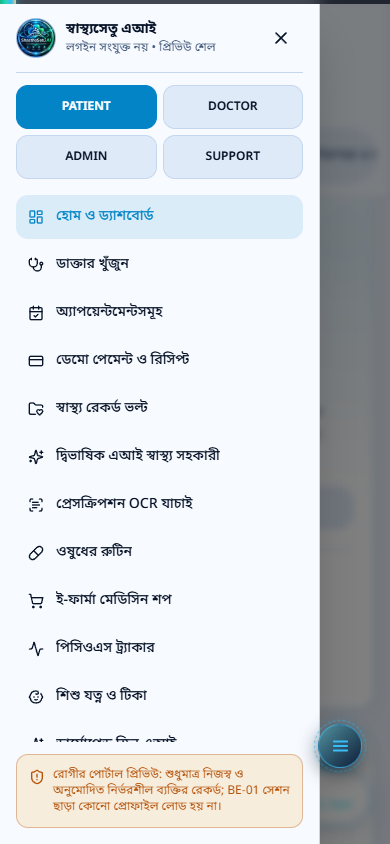 স্বাস্থ্যসেতু এআই
লগইন সংযুক্ত নয় • প্রিভিউ শেল
PATIENT
DOCTOR
ADMIN
SUPPORT
হোম ও ড্যাশবোর্ড
ডাক্তার খুঁজুন
অ্যাপয়েন্টমেন্টসমূহ
ডেমো পেমেন্ট ও রিসিপ্ট
স্বাস্থ্য রেকর্ড ভল্ট
দ্বিভাষিক এআই স্বাস্থ্য সহকারী
প্রেসক্রিপশন OCR যাচাই
ওষুধের রুটিন
ই-ফার্মা মেডিসিন শপ
পিসিওএস ট্র্যাকার
শিশু যত্ন ও টিকা
রোগীর পোর্টাল প্রিভিউ: শুধুমাত্র নিজস্ব ও
অনুমোদিত নির্ভরশীল ব্যক্তির রেকর্ড; BE-01 সেশন
ছাড়া কোনো প্রোফাইল লোড হয় না।